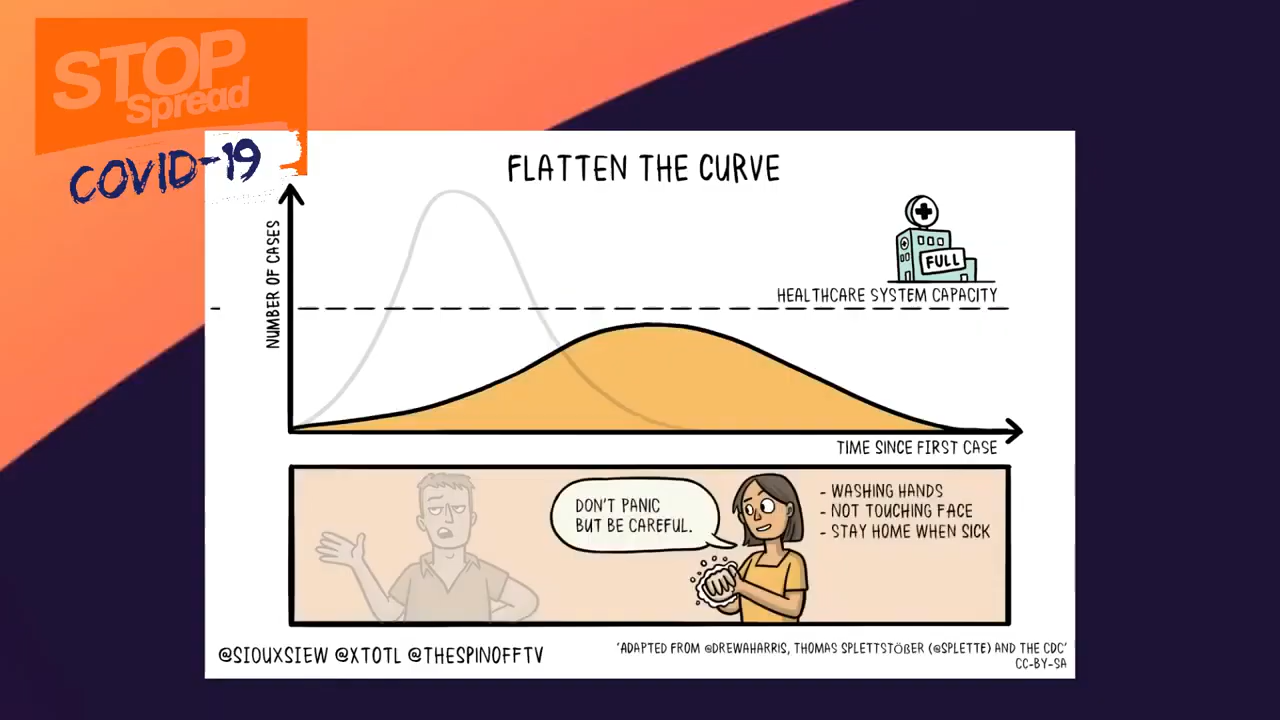 STOP
Spread
COVID-19
FLATTEN THE CURVE
NUMBER OF CASES
FULL
HEALTHCARE SYSTEM CAPACITY
TIME SINCE FIRST CASE
DON'T PANIC
BUT BE CAREFUL.
- WASHING HANDS
- NOT TOUCHING FACE
- STAY HOME WHEN SICK
@SIOUXSIEW @XTOTL @THESPINOFFTV
'ADAPTED FROM @DREWAHARRIS, THOMAS SPLETTSTÖßER (@SPLETTE) AND THE CDC'
CC-BY-SA